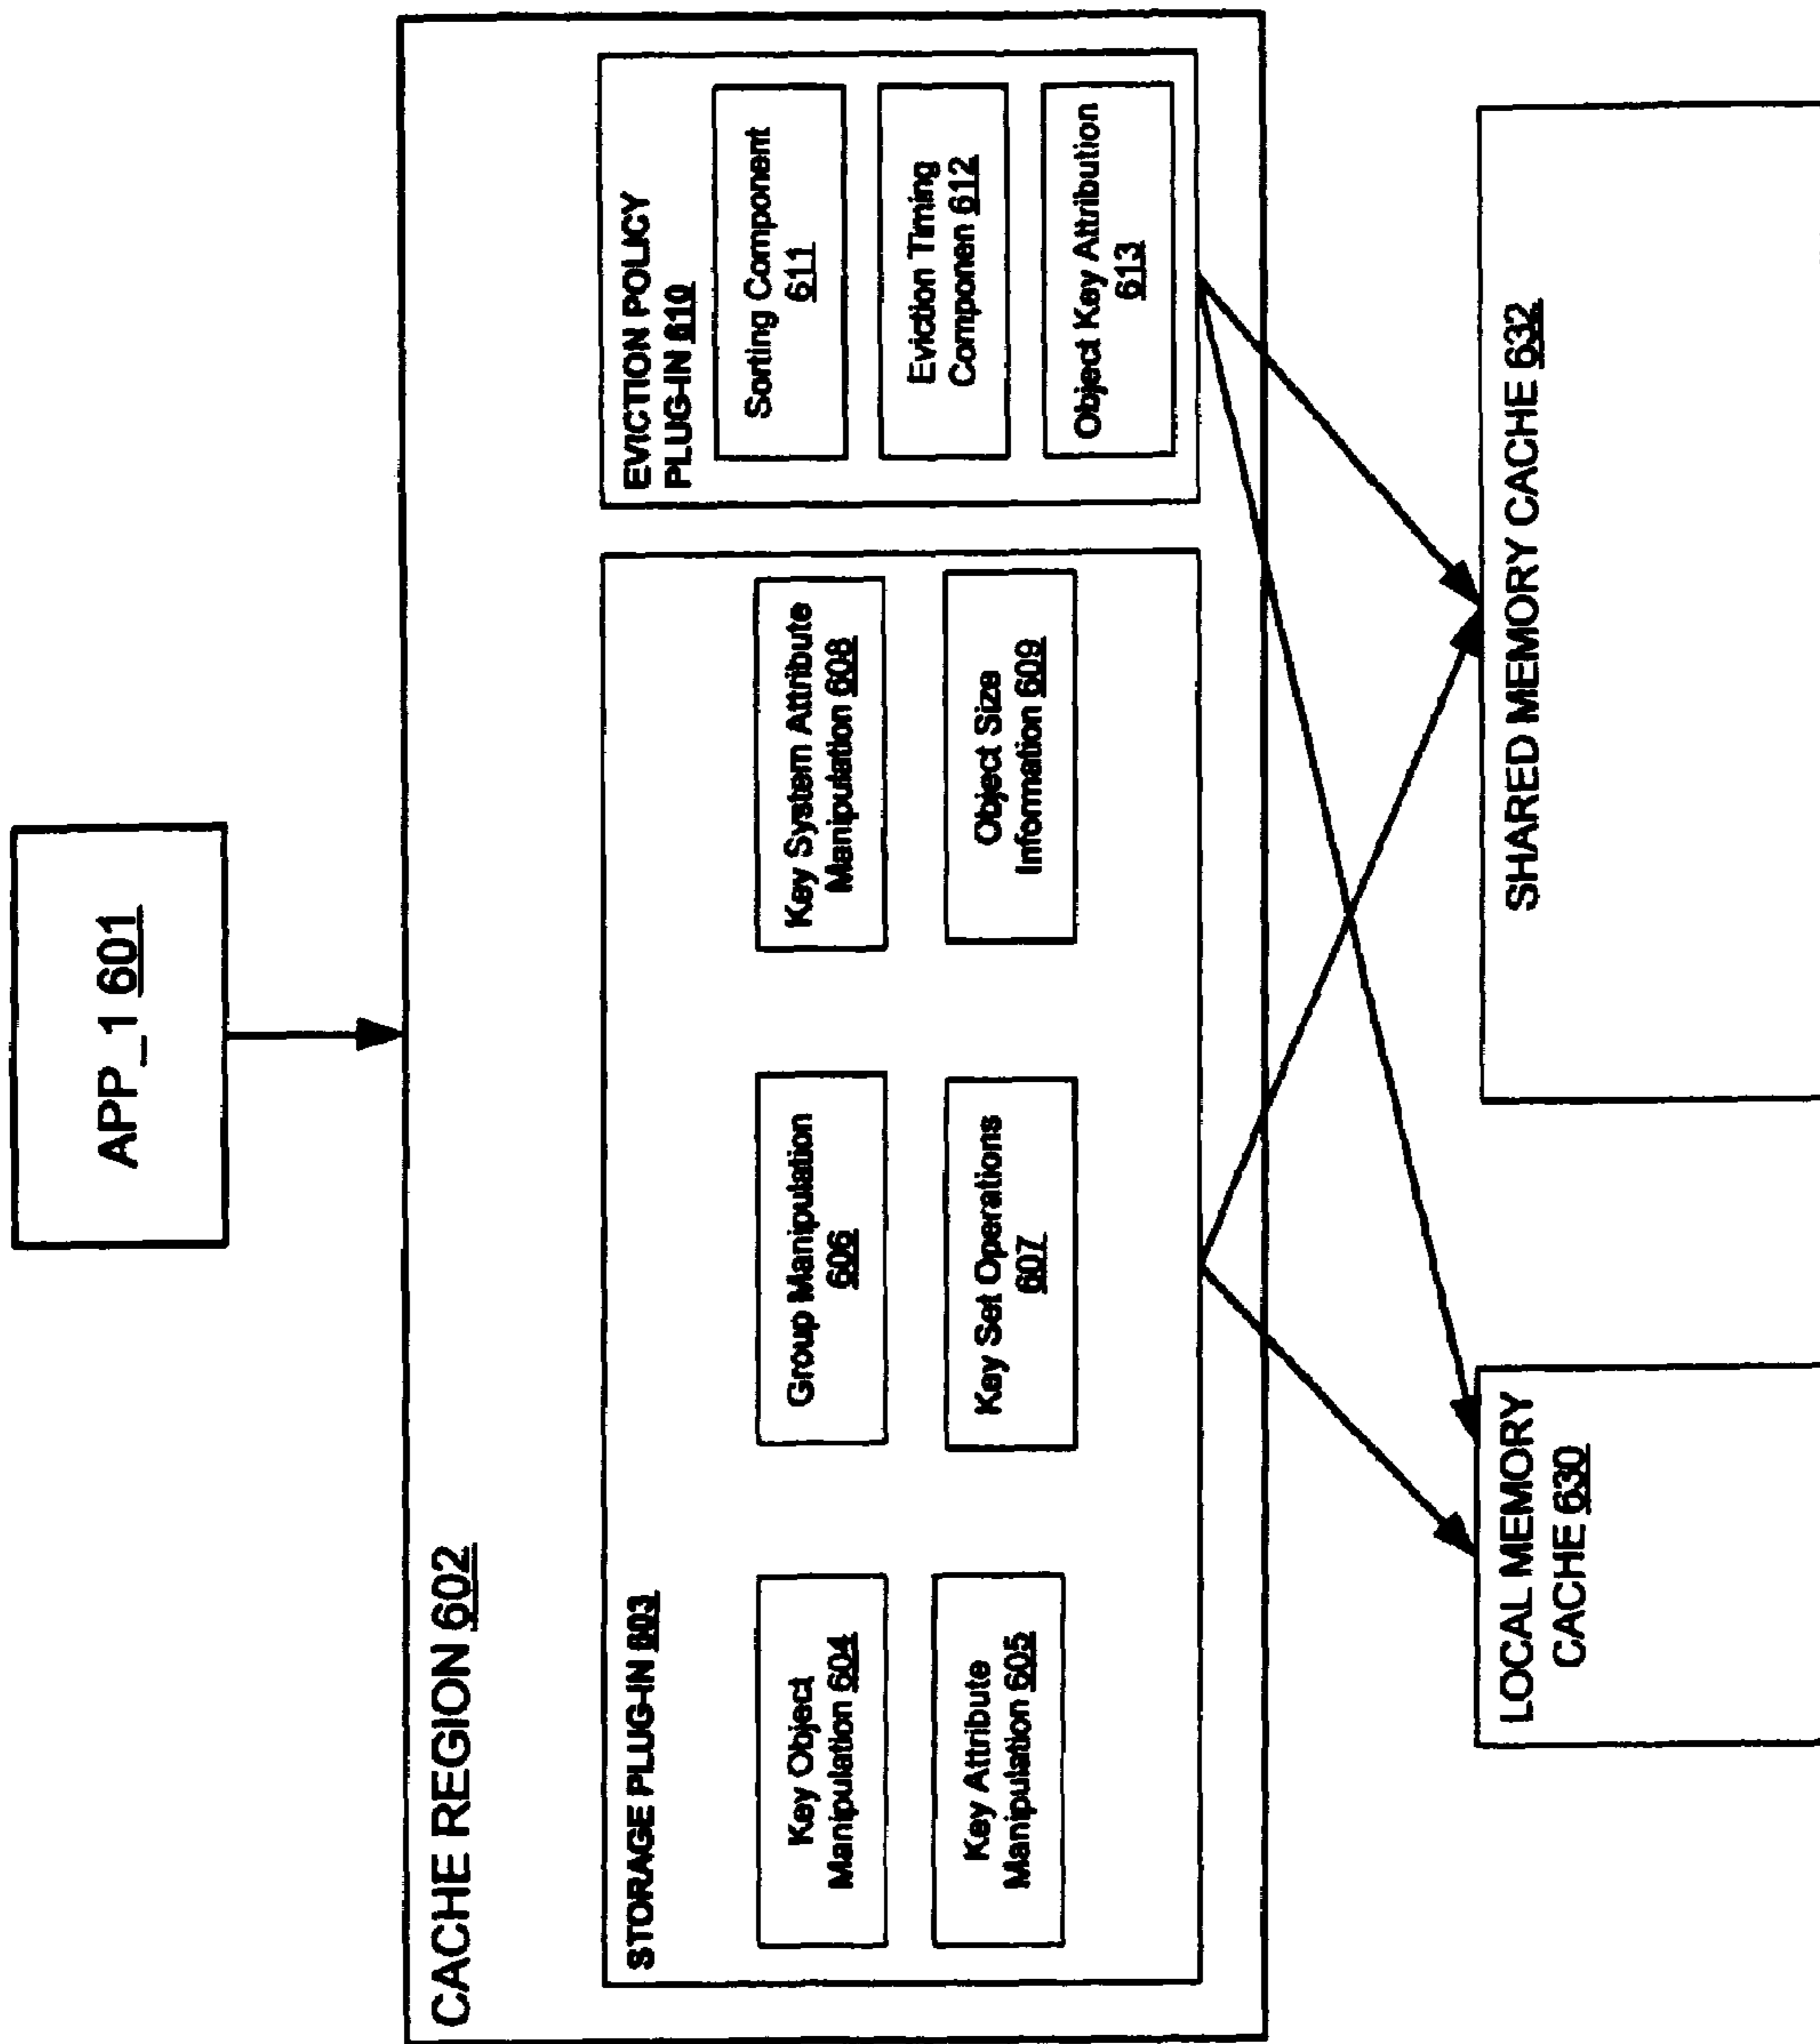 APP_1 601
CACHE REGION 602
STORAGE PLUG-IN 603
Key Object
Manipulation 604
Key Attribute
Manipulation 605
Group Manipulation
606
Key Set Operations
607
Key System Attribute
Manipulation 608
Object Size
Information 609
EVICTION POLICY
PLUG-IN 610
Sorting Component
611
Eviction Timing
Componen 612
Object Key Attribution
613
LOCAL MEMORY
CACHE 630
SHARED MEMORY CACHE 632